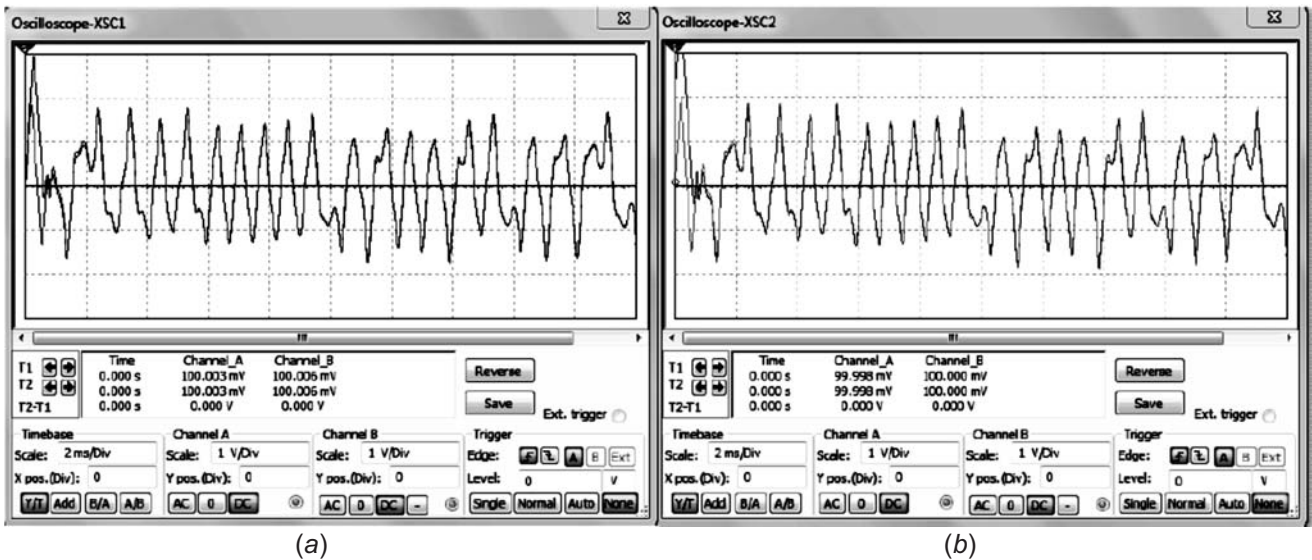 Oscilloscope-XSC1
T1
T2
T2-T1
Time Channel_A Channel_B
0.000 s 100.003 mV 100.006 mV
0.000 s 100.003 mV 100.006 mV
0.000 s 0.000 V 0.000 V
Reverse
Save
Ext. trigger
Timebase
Scale: 2 ms/Div
X pos.(Div): 0
Y/T Add B/A A/B
Channel A
Scale: 1 V/Div
Y pos.(Div): 0
AC 0 DC
Channel B
Scale: 1 V/Div
Y pos.(Div): 0
AC 0 DC -
Trigger
Edge: A B Ext
Level: 0 V
Single Normal Auto None
(a)
Oscilloscope-XSC2
T1
T2
T2-T1
Time Channel_A Channel_B
0.000 s 99.998 mV 100.000 mV
0.000 s 99.998 mV 100.000 mV
0.000 s 0.000 V 0.000 V
Reverse
Save
Ext. trigger
Timebase
Scale: 2 ms/Div
X pos.(Div): 0
Y/T Add B/A A/B
Channel A
Scale: 1 V/Div
Y pos.(Div): 0
AC 0 DC
Channel B
Scale: 1 V/Div
Y pos.(Div): 0
AC 0 DC -
Trigger
Edge: A B Ext
Level: 0 V
Single Normal Auto None
(b)